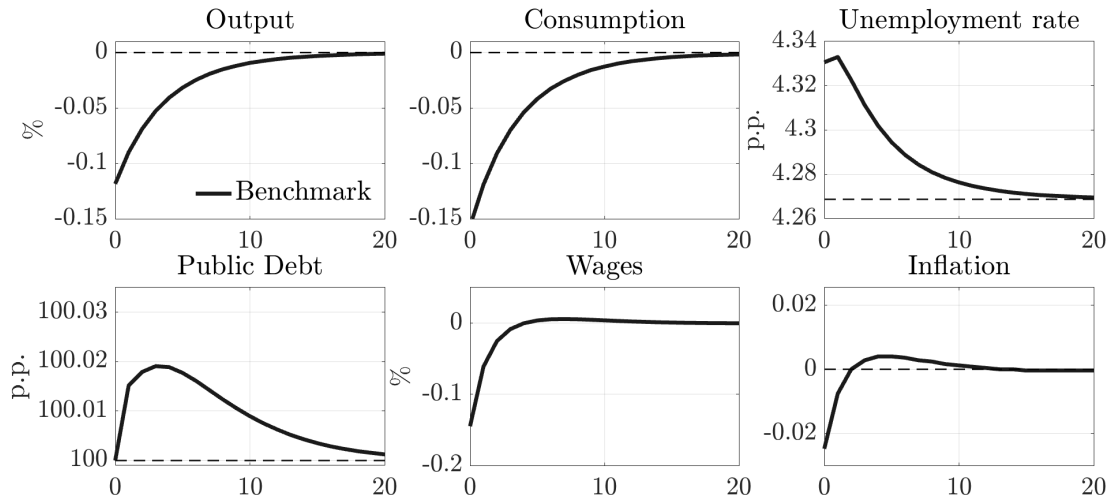 Output
0
-0.05
-0.1
-0.15
%
Benchmark
0 10 20
Consumption
0
-0.05
-0.1
-0.15
0 10 20
Unemployment rate
4.34
4.32
4.3
4.28
4.26
p.p.
0 10 20
Public Debt
100.03
100.02
100.01
100
p.p.
0 10 20
Wages
0
-0.1
-0.2
%
0 10 20
Inflation
0.02
0
-0.02
0 10 20